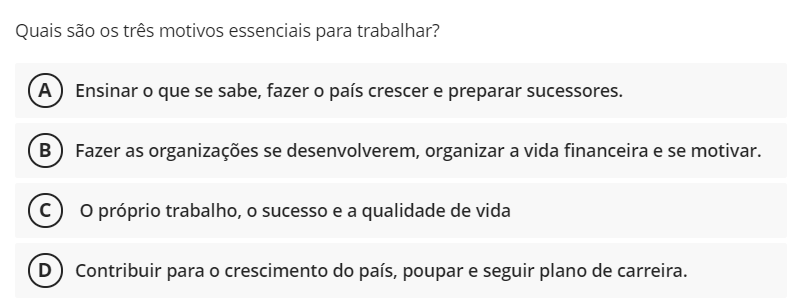 Quais são os três motivos essenciais para trabalhar?
A Ensinar o que se sabe, fazer o país crescer e preparar sucessores.
B Fazer as organizações se desenvolverem, organizar a vida financeira e se motivar.
C O próprio trabalho, o sucesso e a qualidade de vida
D Contribuir para o crescimento do país, poupar e seguir plano de carreira.